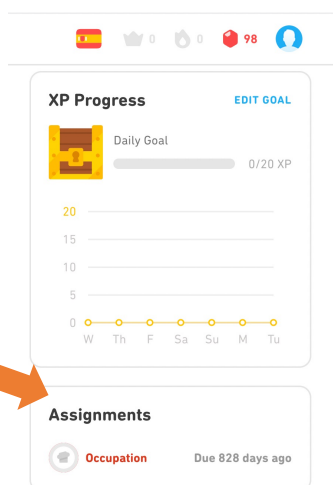 0 0 98
XP Progress EDIT GOAL
Daily Goal
0/20 XP
20
15
10
5
0
W Th F Sa Su M Tu
Assignments
Occupation Due 828 days ago